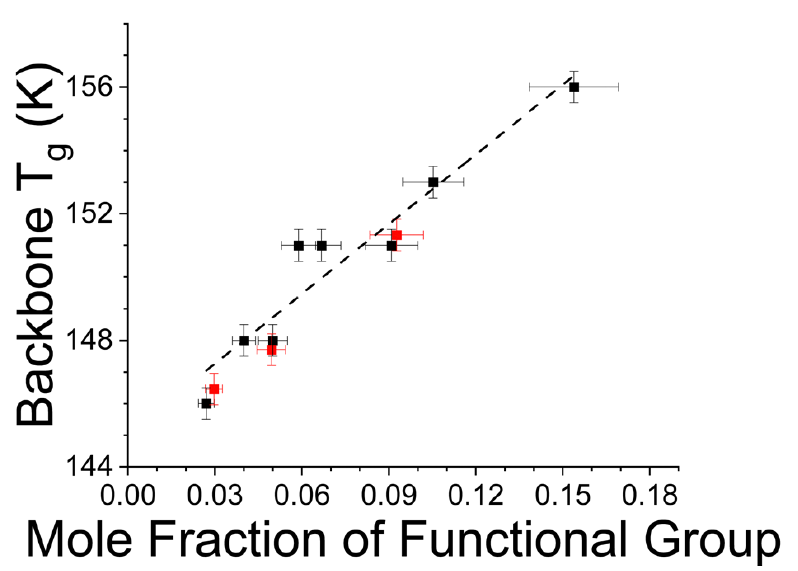 Backbone Tg (K)
156
152
148
144
0.00 0.03 0.06 0.09 0.12 0.15 0.18
Mole Fraction of Functional Group